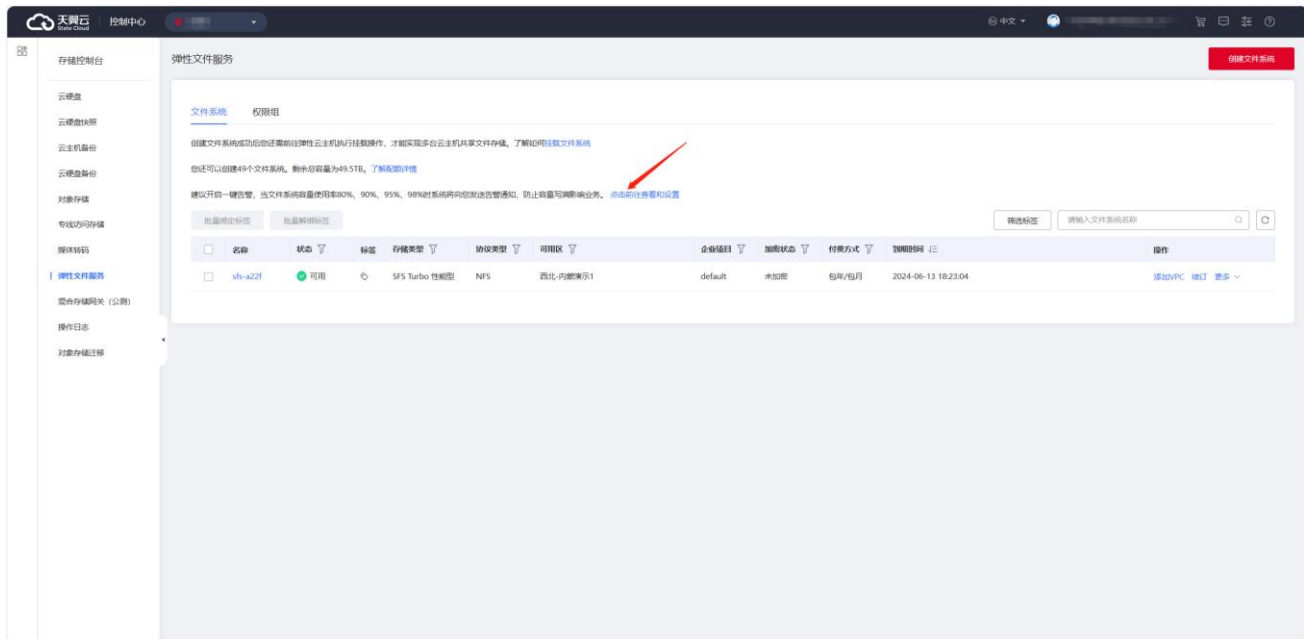 天翼云 State Cloud 控制中心 中文
存储控制台
云硬盘
云硬盘快照
云主机备份
云硬盘备份
对象存储
专线访问存储
媒体转码
弹性文件服务
混合存储网关（公测）
操作日志
对象存储迁移
弹性文件服务 创建文件系统
文件系统 权限组
创建文件系统成功后您还需前往弹性云主机执行挂载操作，才能实现多台云主机共享文件存储。了解如何挂载文件系统
您还可以创建49个文件系统。剩余总容量为49.5TB。了解配额详情
建议开启一键告警，当文件系统容量使用率80%、90%、95%、98%时系统将向您发送告警通知，防止容量写满影响业务。 点击前往查看和设置
批量绑定标签 批量解绑标签 筛选标签 请输入文件系统名称
名称 状态 标签 存储类型 协议类型 可用区 企业项目 加密状态 付费方式 到期时间 操作
sfs-a22f 可用 SFS Turbo 性能型 NFS 西北-内蒙演示1 default 未加密 包年/包月 2024-06-13 18:23:04 添加VPC 续订 更多